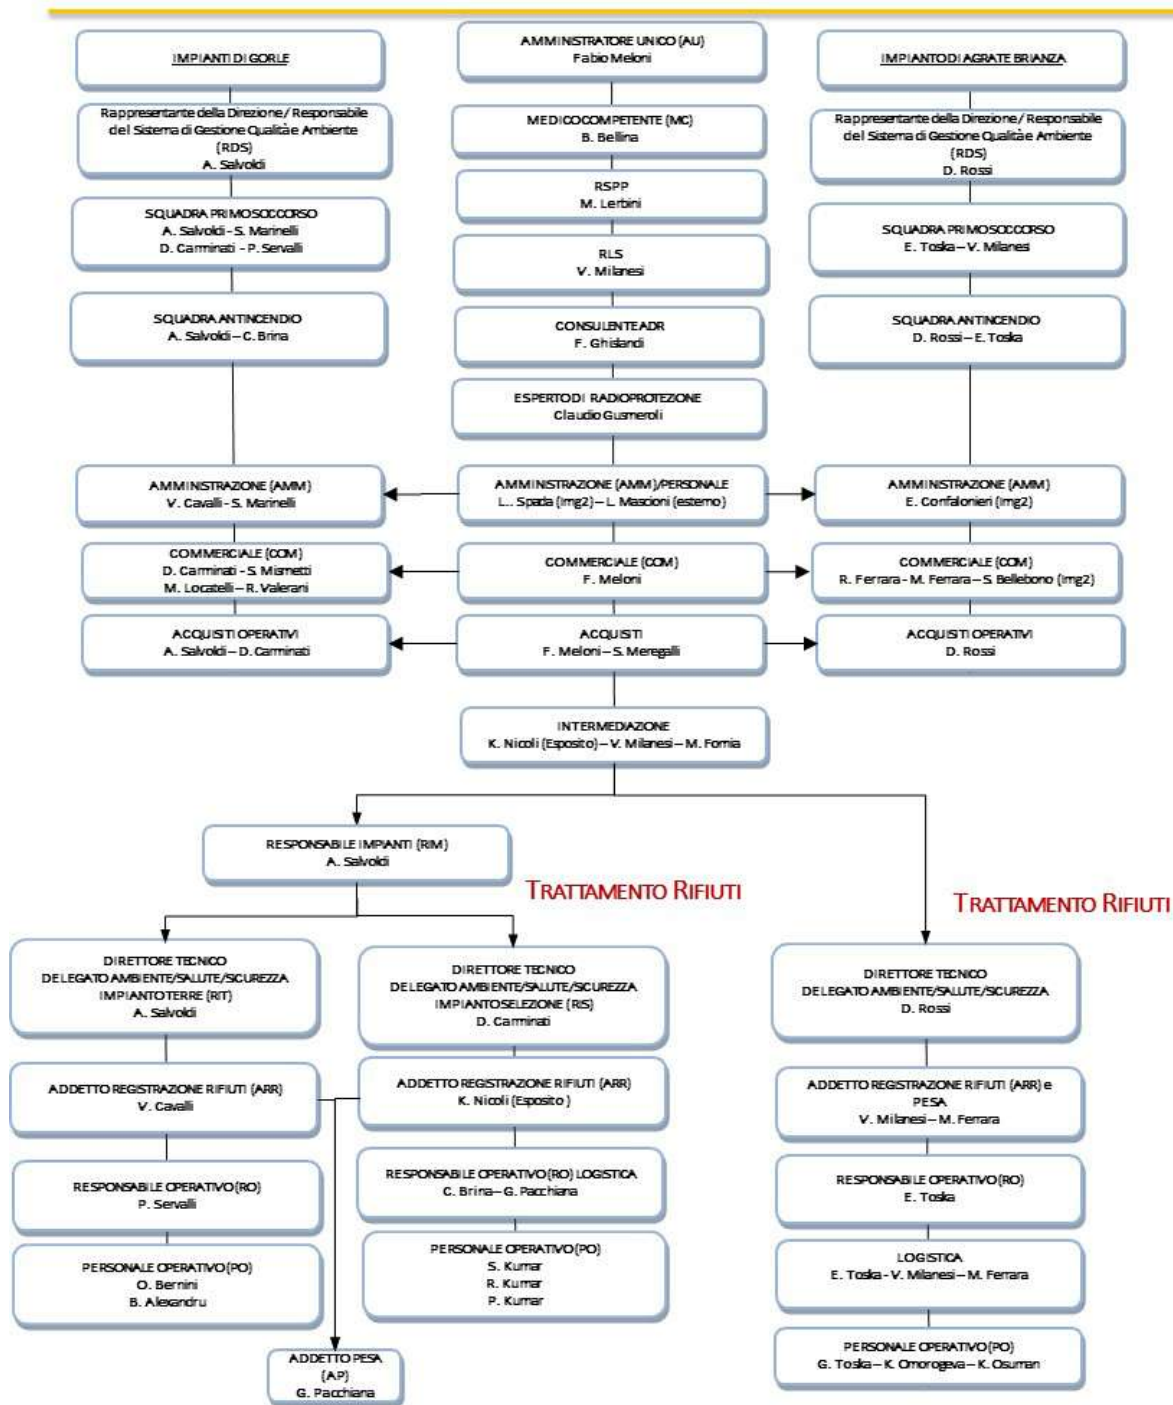 IMPIANTI DI GORLE
Rappresentante della Direzione / Responsabile
del Sistema di Gestione Qualità e Ambiente
(RDS)
A. Salvoldi
SQUADRA PRIMO SOCCORSO
A. Salvoldi - S. Marinelli
D. Carminati - P. Servalli
SQUADRA ANTINCENDIO
A. Salvoldi – C. Brina
AMMINISTRATORE UNICO (AU)
Fabio Meloni
MEDICO COMPETENTE (MC)
B. Bellina
RSPP
M. Lerbini
RLS
V. Milanesi
CONSULENTE ADR
F. Ghislandi
ESPERTO DI RADIOPROTEZIONE
Claudio Gusmeroli
IMPIANTO DI AGRATE BRIANZA
Rappresentante della Direzione / Responsabile
del Sistema di Gestione Qualità e Ambiente
(RDS)
D. Rossi
SQUADRA PRIMO SOCCORSO
E. Toska – V. Milanesi
SQUADRA ANTINCENDIO
D. Rossi – E. Toska
AMMINISTRAZIONE (AMM)
V. Cavalli - S. Marinelli
AMMINISTRAZIONE (AMM)/PERSONALE
L.. Spada (Img2) – L. Mascioni (esterno)
AMMINISTRAZIONE (AMM)
E. Confalonieri (Img2)
COMMERCIALE (COM)
D. Carminati - S. Mismetti
M. Locatelli – R. Valerani
COMMERCIALE (COM)
F. Meloni
COMMERCIALE (COM)
R. Ferrara - M. Ferrara – S. Bellebono (Img2)
ACQUISITI OPERATIVI
A. Salvoldi – D. Carminati
ACQUISITI
F. Meloni – S. Meregalli
ACQUISITI OPERATIVI
D. Rossi
INTERMEDIAZIONE
K. Nicoli (Esposito) – V. Milanesi – M. Fornia
RESPONSABILE IMPIANTI (RIM)
A. Salvoldi
TRATTAMENTO RIFIUTI
TRATTAMENTO RIFIUTI
DIRETTORE TECNICO
DELEGATO AMBIENTE/SALUTE/SICUREZZA
IMPIANTO TERRE (RIT)
A. Salvoldi
ADDETTO REGISTRAZIONE RIFIUTI (ARR)
V. Cavalli
RESPONSABILE OPERATIVO (RO)
P. Servalli
PERSONALE OPERATIVO (PO)
O. Bernini
B. Alexandru
DIRETTORE TECNICO
DELEGATO AMBIENTE/SALUTE/SICUREZZA
IMPIANTO SELEZIONE (RIS)
D. Carminati
ADDETTO REGISTRAZIONE RIFIUTI (ARR)
K. Nicoli (Esposito )
RESPONSABILE OPERATIVO (RO) LOGISTICA
C. Brina – G. Pacchiana
PERSONALE OPERATIVO (PO)
S. Kumar
R. Kumar
P. Kumar
ADDETTO PESA
(AP)
G. Pacchiana
DIRETTORE TECNICO
DELEGATO AMBIENTE/SALUTE/SICUREZZA
D. Rossi
ADDETTO REGISTRAZIONE RIFIUTI (ARR) e
PESA
V. Milanesi – M. Ferrara
RESPONSABILE OPERATIVO (RO)
E. Toska
LOGISTICA
E. Toska - V. Milanesi – M. Ferrara
PERSONALE OPERATIVO (PO)
G. Toska – K. Omorogeva – K. Osuman